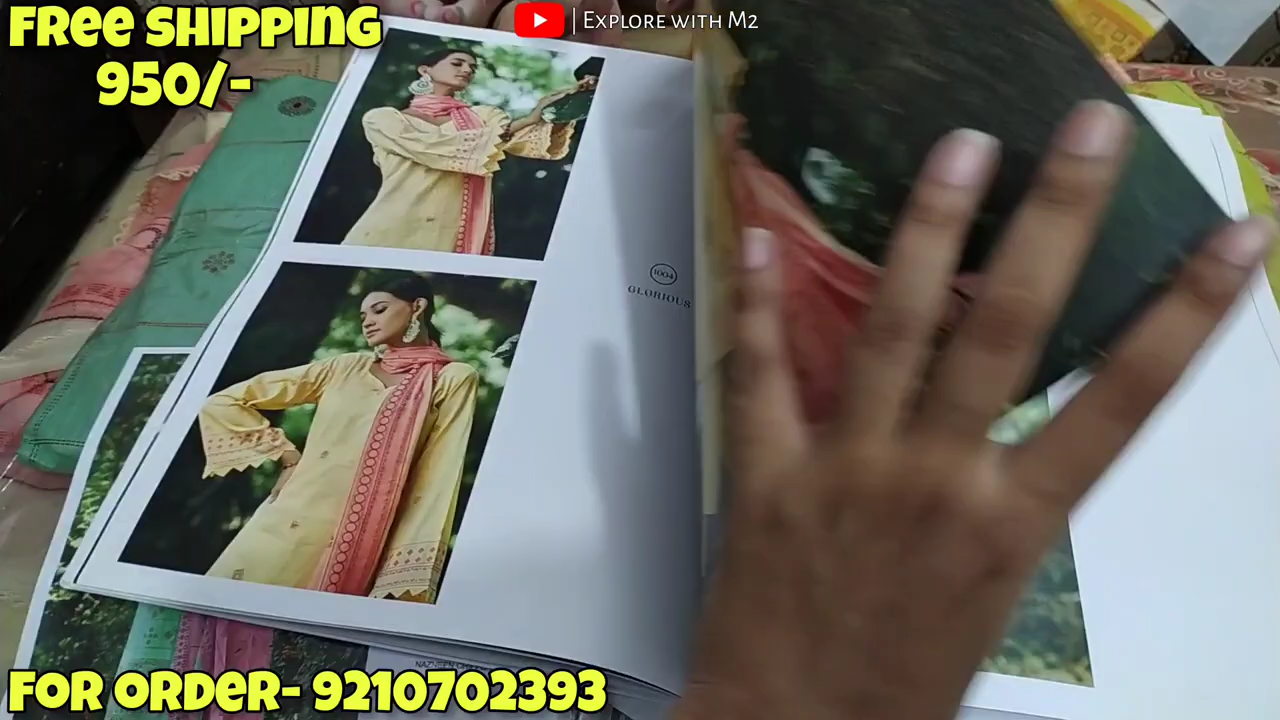 FREE SHIPPING
950/-
| EXPLORE WITH M2
1004
GLORIOUS
FOR ORDER- 9210702393